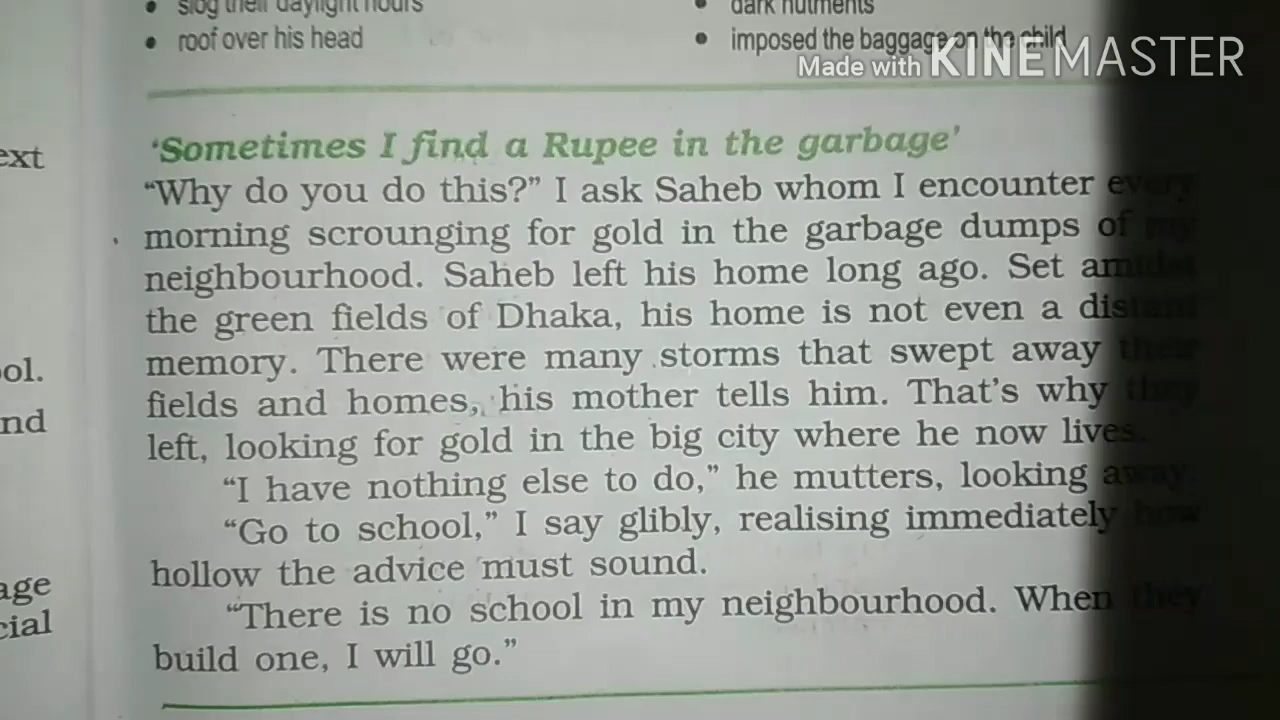 slog their daylight hours
dark hutments
roof over his head
imposed the baggage on the child
Made with KINEMASTER
ext
'Sometimes I find a Rupee in the garbage'
"Why do you do this?" I ask Saheb whom I encounter every
morning scrounging for gold in the garbage dumps of my
neighbourhood. Saheb left his home long ago. Set amidst
the green fields of Dhaka, his home is not even a distant
memory. There were many storms that swept away their
ol.
fields and homes, his mother tells him. That's why they
nd
left, looking for gold in the big city where he now lives.
"I have nothing else to do," he mutters, looking away.
"Go to school," I say glibly, realising immediately how
hollow the advice must sound.
age
"There is no school in my neighbourhood. When they
cial
build one, I will go."